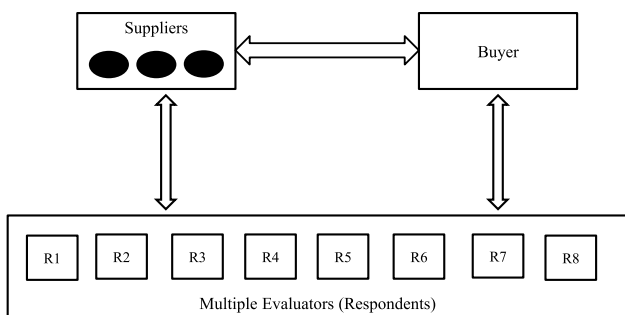 Suppliers
Buyer
R1 R2 R3 R4 R5 R6 R7 R8
Multiple Evaluators (Respondents)